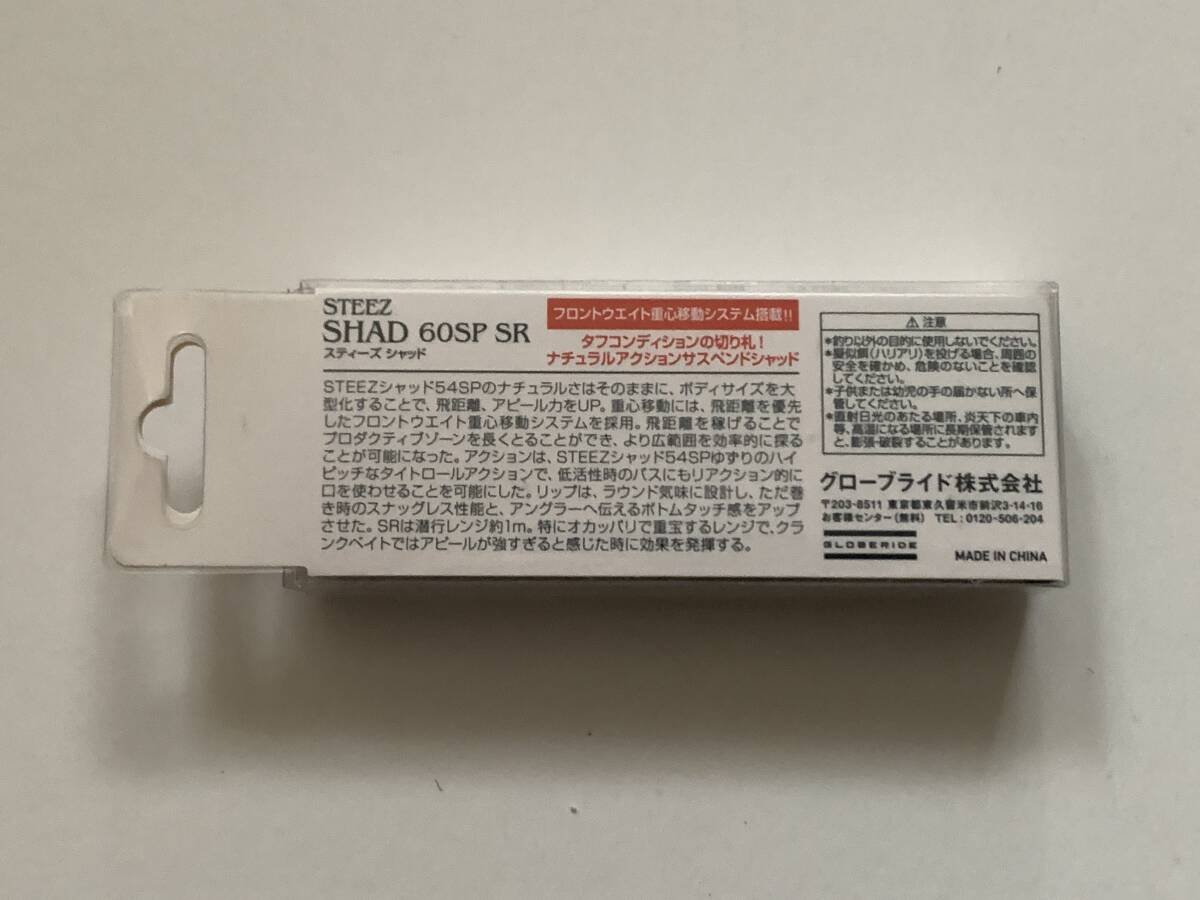 STEEZ
SHAD 60SP SR
スティーズ シャッド
フロントウエイト重心移動システム搭載!!
タフコンディションの切り札!
ナチュラルアクションサスペンドシャッド
STEEZシャッド54SPのナチュラルさはそのままに、ボディサイズを大
型化することで、飛距離、アピール力をUP。重心移動には、飛距離を優先
したフロントウエイト重心移動システムを採用。飛距離を稼げることで
プロダクティブゾーンを長くとることができ、より広範囲を効率的に探る
ことが可能になった。アクションは、STEEZシャッド54SPゆずりのハイ
ピッチなタイトロールアクションで、低活性時のバスにもリアクション的に
口を使わせることを可能にした。リップは、ラウンド気味に設計し、ただ巻
き時のスナッグレス性能と、アングラーへ伝えるボトムタッチ感をアップ
させた。SRは潜行レンジ約1m。特にオカッパリで重宝するレンジで、クラ
ンクベイトではアピールが強すぎると感じた時に効果を発揮する。
⚠注意
*釣り以外の目的に使用しないでください。
*擬似餌(ハリアリ)を投げる場合、周囲の
安全を確かめ、危険のないことを確認
してください。
*子供または幼児の手の届かない所へ保
管してください。
*直射日光のあたる場所、炎天下の車内
等、高温になる場所に長期保管されます
と、膨張・破裂することがあります。
グローブライド株式会社
〒203-8511 東京都東久留米市前沢3-14-16
お客様センター(無料) TEL:0120-506-204
GLOBERIDE
MADE IN CHINA